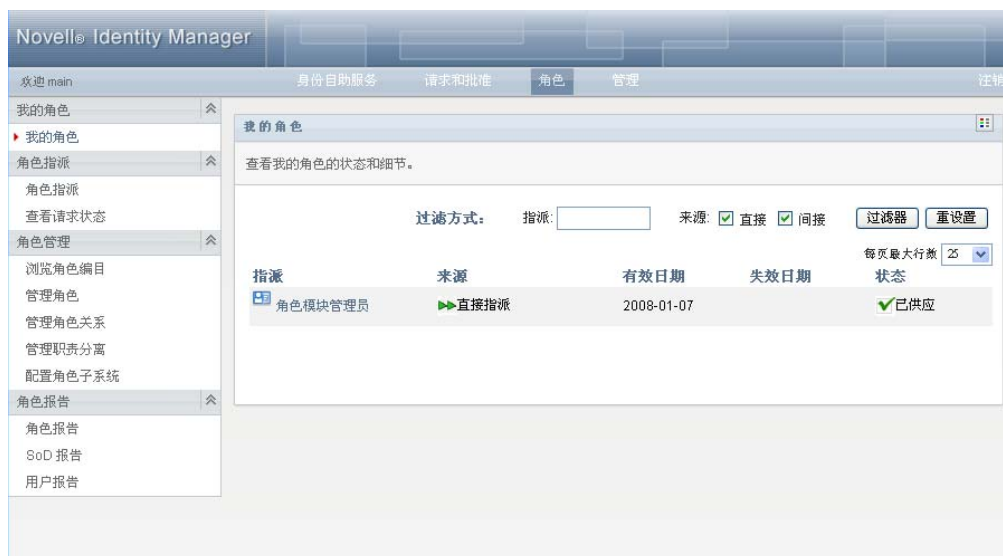 Novell® Identity Manager
欢迎 main
身份自助服务 请求和批准 角色 管理 注销
我的角色
我的角色
角色指派
角色指派
查看请求状态
角色管理
浏览角色编目
管理角色
管理角色关系
管理职责分离
配置角色子系统
角色报告
角色报告
SoD 报告
用户报告
我的角色
查看我的角色的状态和细节。
过滤方式: 指派: 来源: 直接 间接 过滤器 重设置
每页最大行数 25
指派 来源 有效日期 失效日期 状态
角色模块管理员 直接指派 2008-01-07 已供应